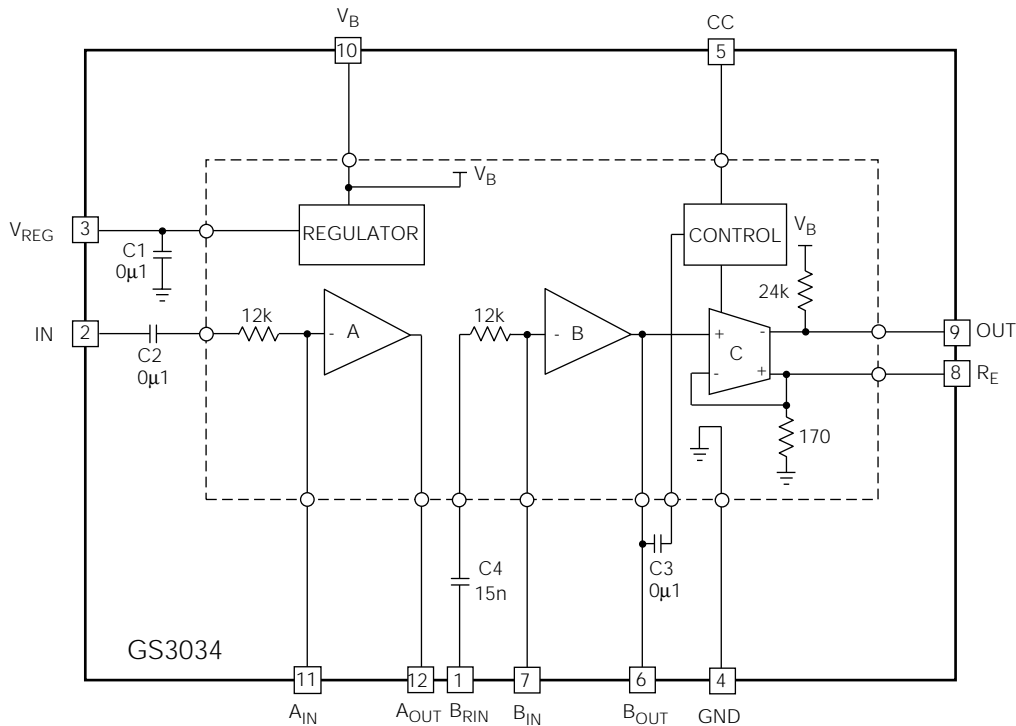 V_B
CC
10
5
V_B
V_REG
3
REGULATOR
CONTROL
V_B
C1
0µ1
24k
IN
2
12k
12k
- A
- B
+ -
C
- +
9
OUT
C2
0µ1
8
R_E
170
C4
15n
C3
0µ1
GS3034
11
12
1
7
6
4
A_IN
A_OUT
B_RIN
B_IN
B_OUT
GND